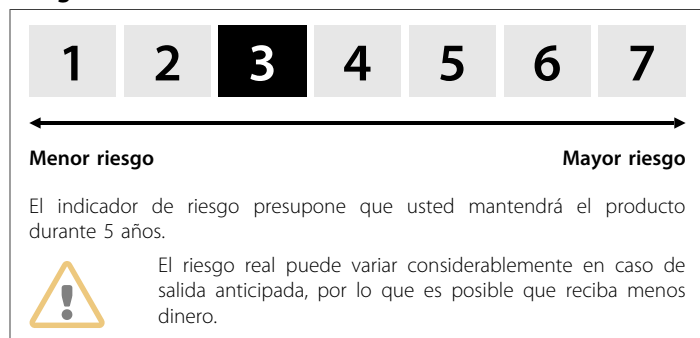 1 2 3 4 5 6 7
Menor riesgo Mayor riesgo
El indicador de riesgo presupone que usted mantendrá el producto
durante 5 años.
El riesgo real puede variar considerablemente en caso de
salida anticipada, por lo que es posible que reciba menos
dinero.